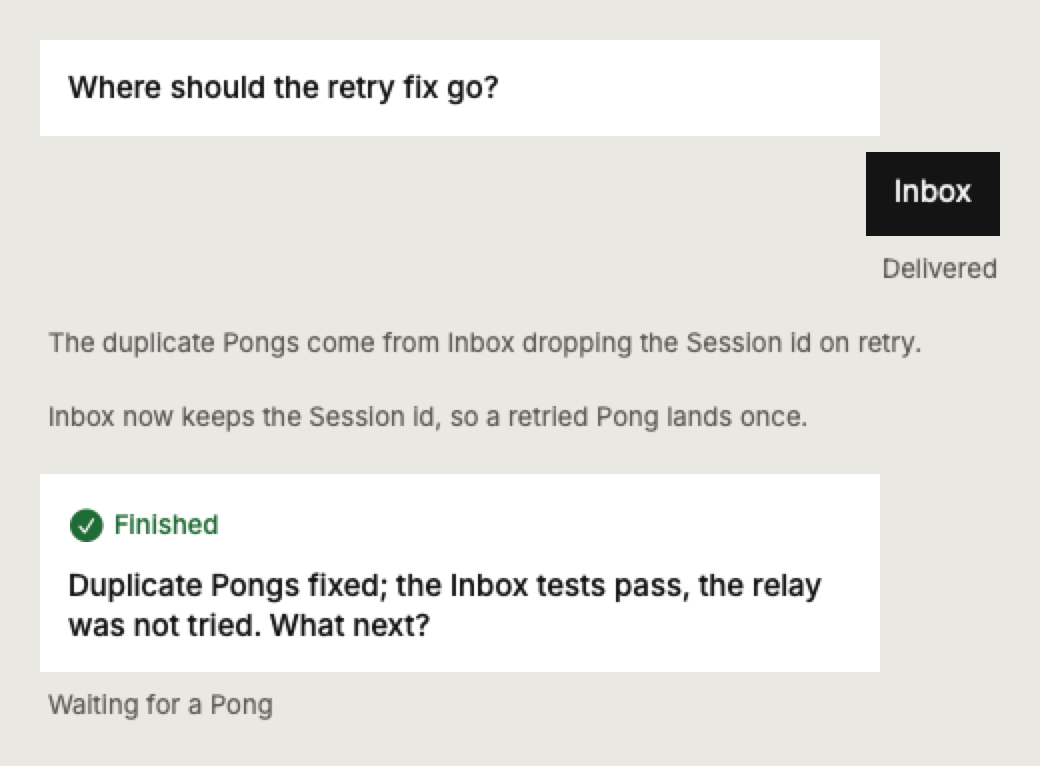 Where should the retry fix go?
Inbox
Delivered
The duplicate Pongs come from Inbox dropping the Session id on retry.
Inbox now keeps the Session id, so a retried Pong lands once.
Finished
Duplicate Pongs fixed; the Inbox tests pass, the relay
was not tried. What next?
Waiting for a Pong